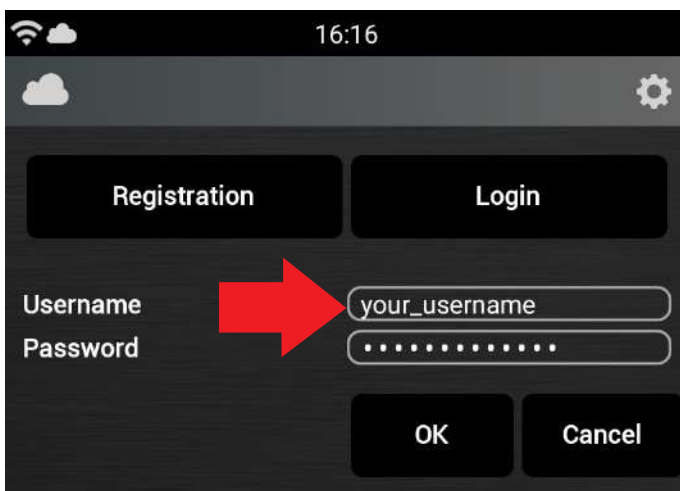 16:16
Registration Login
Username your_username
Password ••••••••••••••
OK Cancel